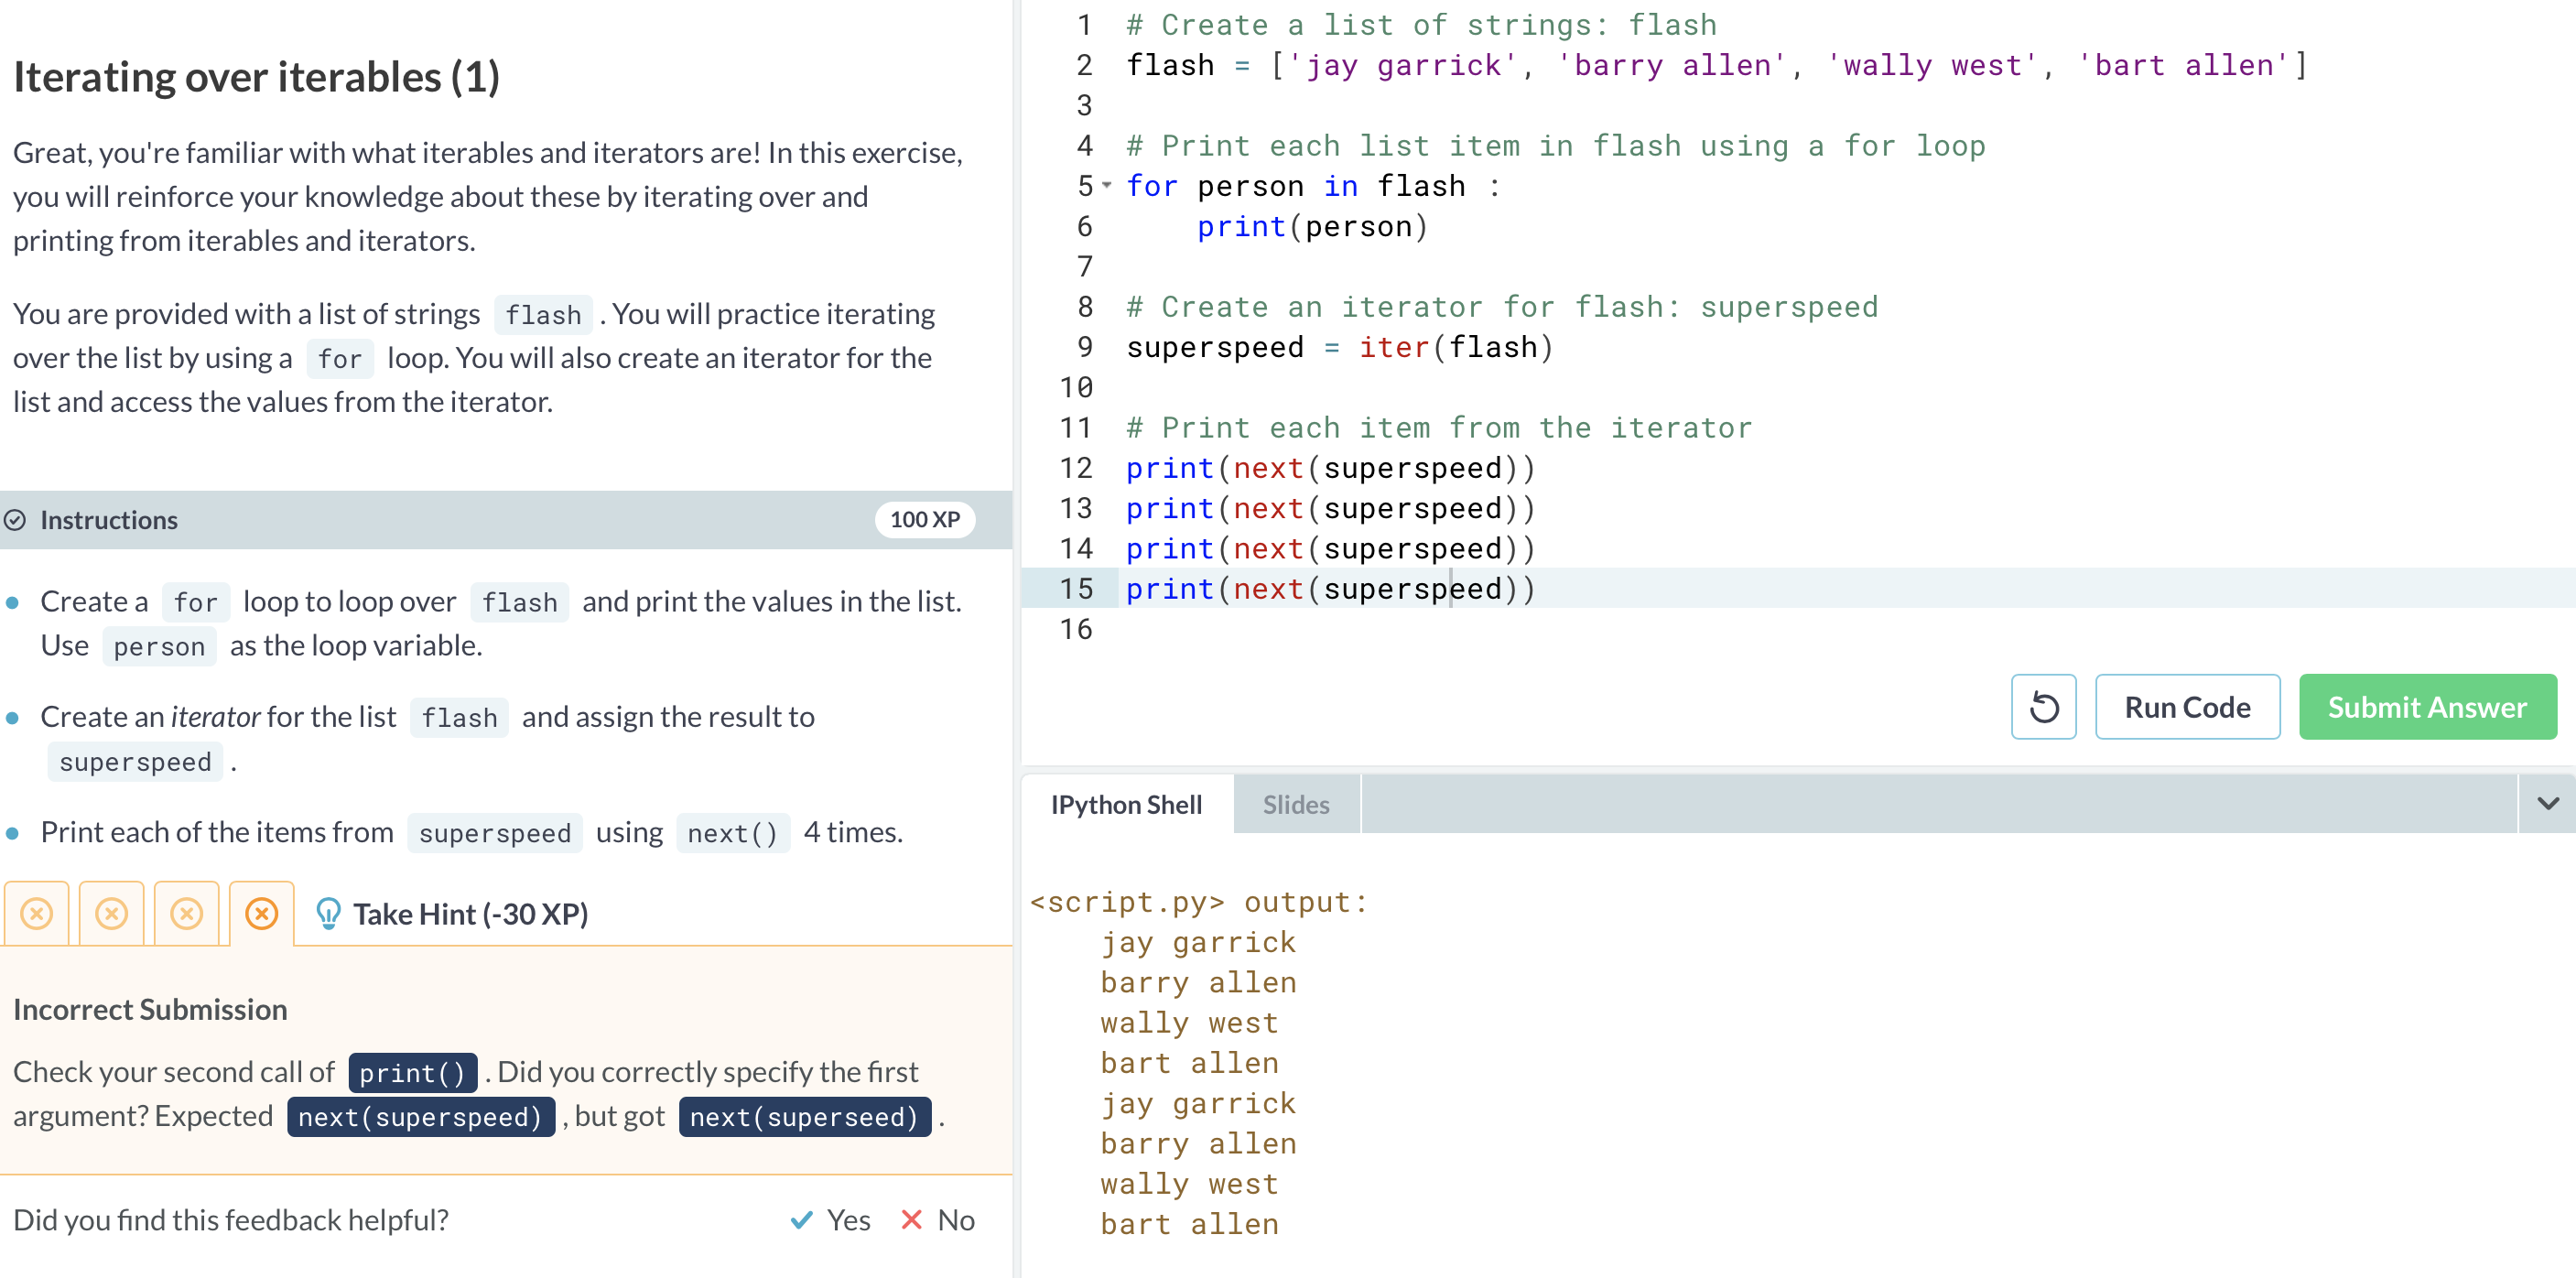 Iterating over iterables (1)
Great, you're familiar with what iterables and iterators are! In this exercise,
you will reinforce your knowledge about these by iterating over and
printing from iterables and iterators.
You are provided with a list of strings flash . You will practice iterating
over the list by using a for loop. You will also create an iterator for the
list and access the values from the iterator.
Instructions
100 XP
Create a for loop to loop over flash and print the values in the list.
Use person as the loop variable.
Create an iterator for the list flash and assign the result to
superspeed .
Print each of the items from superspeed using next() 4 times.
Take Hint (-30 XP)
Incorrect Submission
Check your second call of print() . Did you correctly specify the first
argument? Expected next(superspeed) , but got next(superseed) .
Did you find this feedback helpful?
Yes
No
1 # Create a list of strings: flash
2 flash = ['jay garrick', 'barry allen', 'wally west', 'bart allen']
3
4 # Print each list item in flash using a for loop
5 for person in flash :
6     print(person)
7
8 # Create an iterator for flash: superspeed
9 superspeed = iter(flash)
10
11 # Print each item from the iterator
12 print(next(superspeed))
13 print(next(superspeed))
14 print(next(superspeed))
15 print(next(superspeed))
16
Run Code
Submit Answer
IPython Shell
Slides
<script.py> output:
jay garrick
barry allen
wally west
bart allen
jay garrick
barry allen
wally west
bart allen